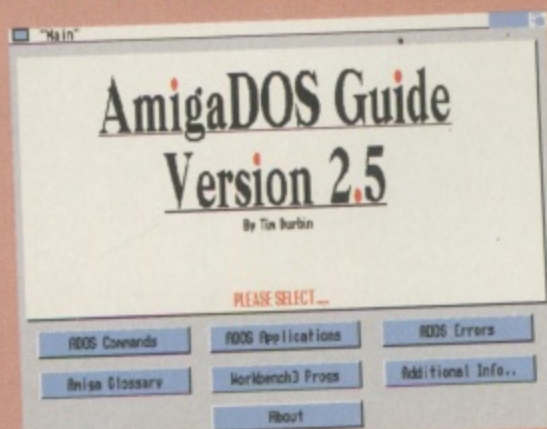 "Main"
AmigaDOS Guide
Version 2.5
By Tim Durbin
PLEASE SELECT....
ADOS Commands
ADOS Applications
ADOS Errors
Amiga Glossary
Workbench3 Progs
Additional Info..
About